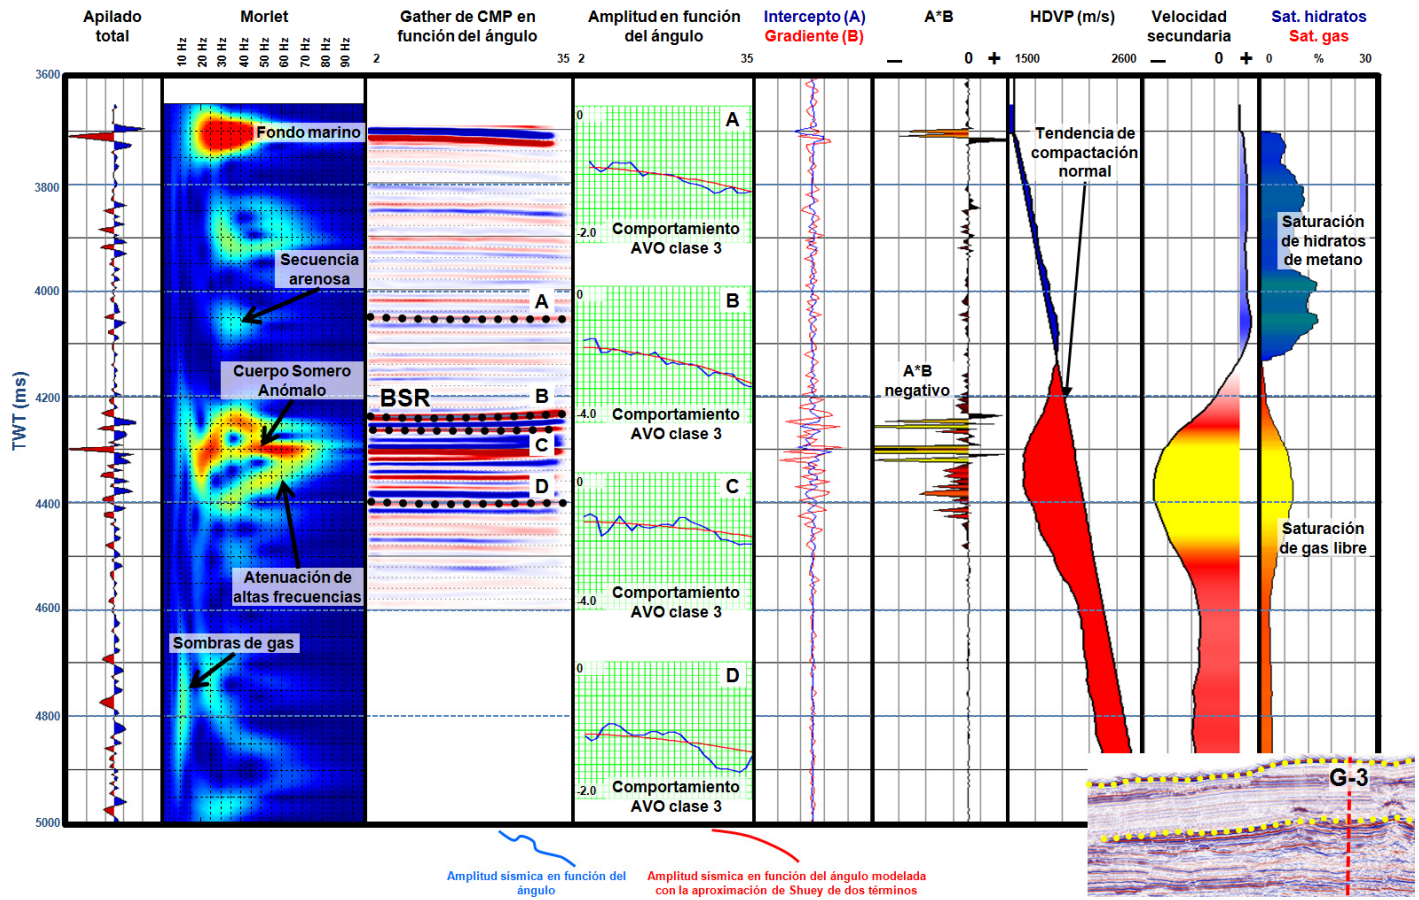 Apilado
total
Morlet
Gather de CMP en
función del ángulo
Amplitud en función
del ángulo
Intercepto (A)
Gradiente (B)
A*B
HDVP (m/s)
Velocidad
secundaria
Sat. hidratos
Sat. gas
10 Hz
20 Hz
30 Hz
40 Hz
50 Hz
60 Hz
70 Hz
80 Hz
90 Hz
2 35
2 35
− 0 +
1500 2600
− 0 +
0 % 30
TWT (ms)
3600
3800
4000
4200
4400
4600
4800
5000
Fondo marino
Secuencia
arenosa
Cuerpo Somero
Anómalo
Atenuación de
altas frecuencias
Sombras de gas
A
BSR
B
C
D
0
A
-2.0
Comportamiento
AVO clase 3
0
B
-4.0
Comportamiento
AVO clase 3
0
C
-4.0
Comportamiento
AVO clase 3
0
D
-2.0
Comportamiento
AVO clase 3
A*B
negativo
Tendencia de
compactación
normal
Saturación
de hidratos
de metano
Saturación
de gas libre
G-3
Amplitud sísmica en función del
ángulo
Amplitud sísmica en función del ángulo modelada
con la aproximación de Shuey de dos términos